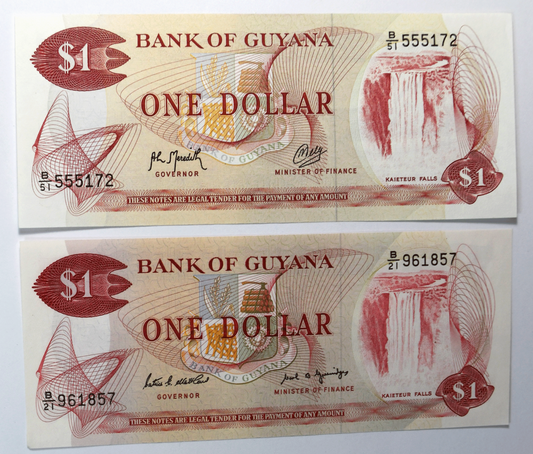 $1
BANK OF GUYANA
B/51 555172
ONE DOLLAR
BANK OF GUYANA
B/51 555172
GOVERNOR
MINISTER OF FINANCE
KAIETEUR FALLS
$1
THESE NOTES ARE LEGAL TENDER FOR THE PAYMENT OF ANY AMOUNT
$1
BANK OF GUYANA
B/21 961857
ONE DOLLAR
BANK OF GUYANA
B/21 961857
GOVERNOR
MINISTER OF FINANCE
KAIETEUR FALLS
$1
THESE NOTES ARE LEGAL TENDER FOR THE PAYMENT OF ANY AMOUNT